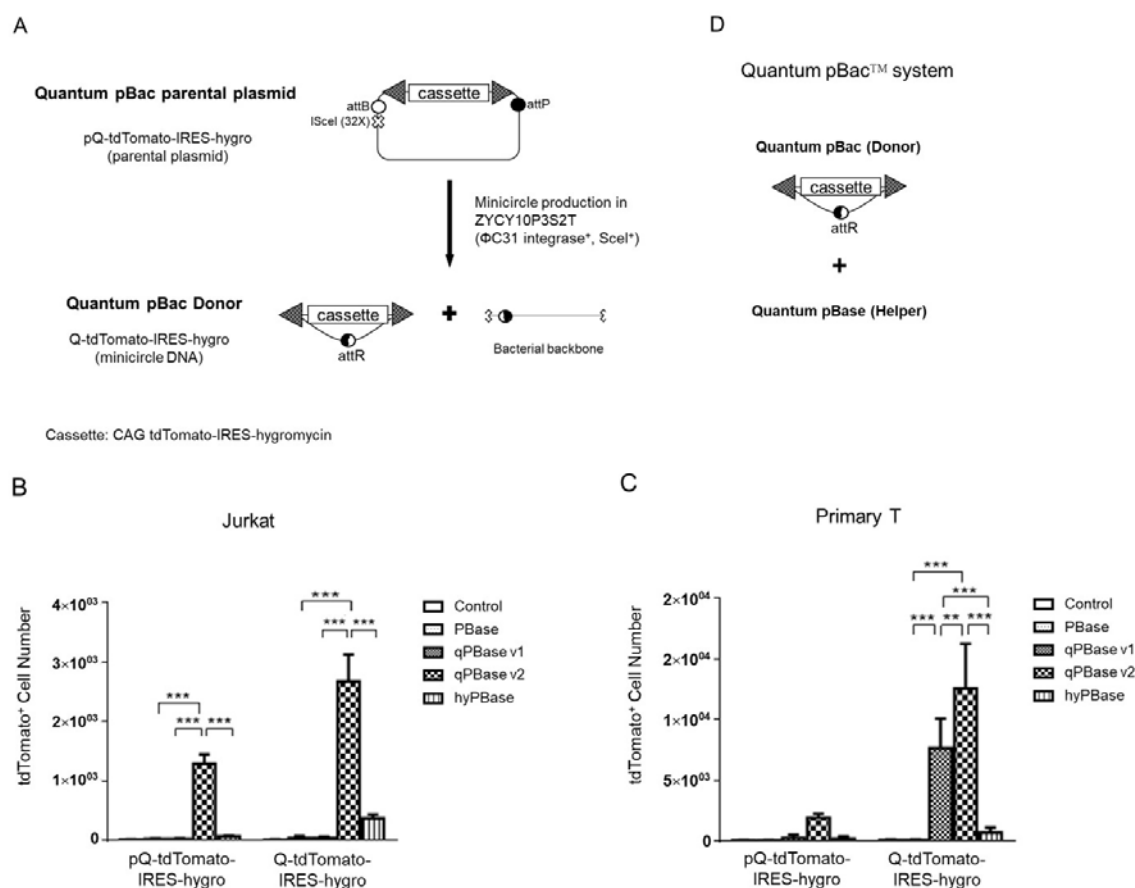 A
Quantum pBac parental plasmid
pQ-tdTomato-IRES-hygro
(parental plasmid)
cassette
attB
attP
IScel (32X)
Minicircle production in
ZYCY10P3S2T
(ΦC31 integrase⁺, Scel⁺)
Quantum pBac Donor
Q-tdTomato-IRES-hygro
(minicircle DNA)
cassette
attR
+
Bacterial backbone
Cassette: CAG tdTomato-IRES-hygromycin
D
Quantum pBac™ system
Quantum pBac (Donor)
cassette
attR
+
Quantum pBase (Helper)
B
Jurkat
tdTomato⁺ Cell Number
4×10⁰³
3×10⁰³
2×10⁰³
1×10⁰³
0
***
*** ***
***
*** ***
pQ-tdTomato-
IRES-hygro
Q-tdTomato-
IRES-hygro
Control
PBase
qPBase v1
qPBase v2
hyPBase
C
Primary T
tdTomato⁺ Cell Number
2×10⁰⁴
2×10⁰⁴
1×10⁰⁴
5×10⁰³
0
***
***
*** ** ***
pQ-tdTomato-
IRES-hygro
Q-tdTomato-
IRES-hygro
Control
PBase
qPBase v1
qPBase v2
hyPBase